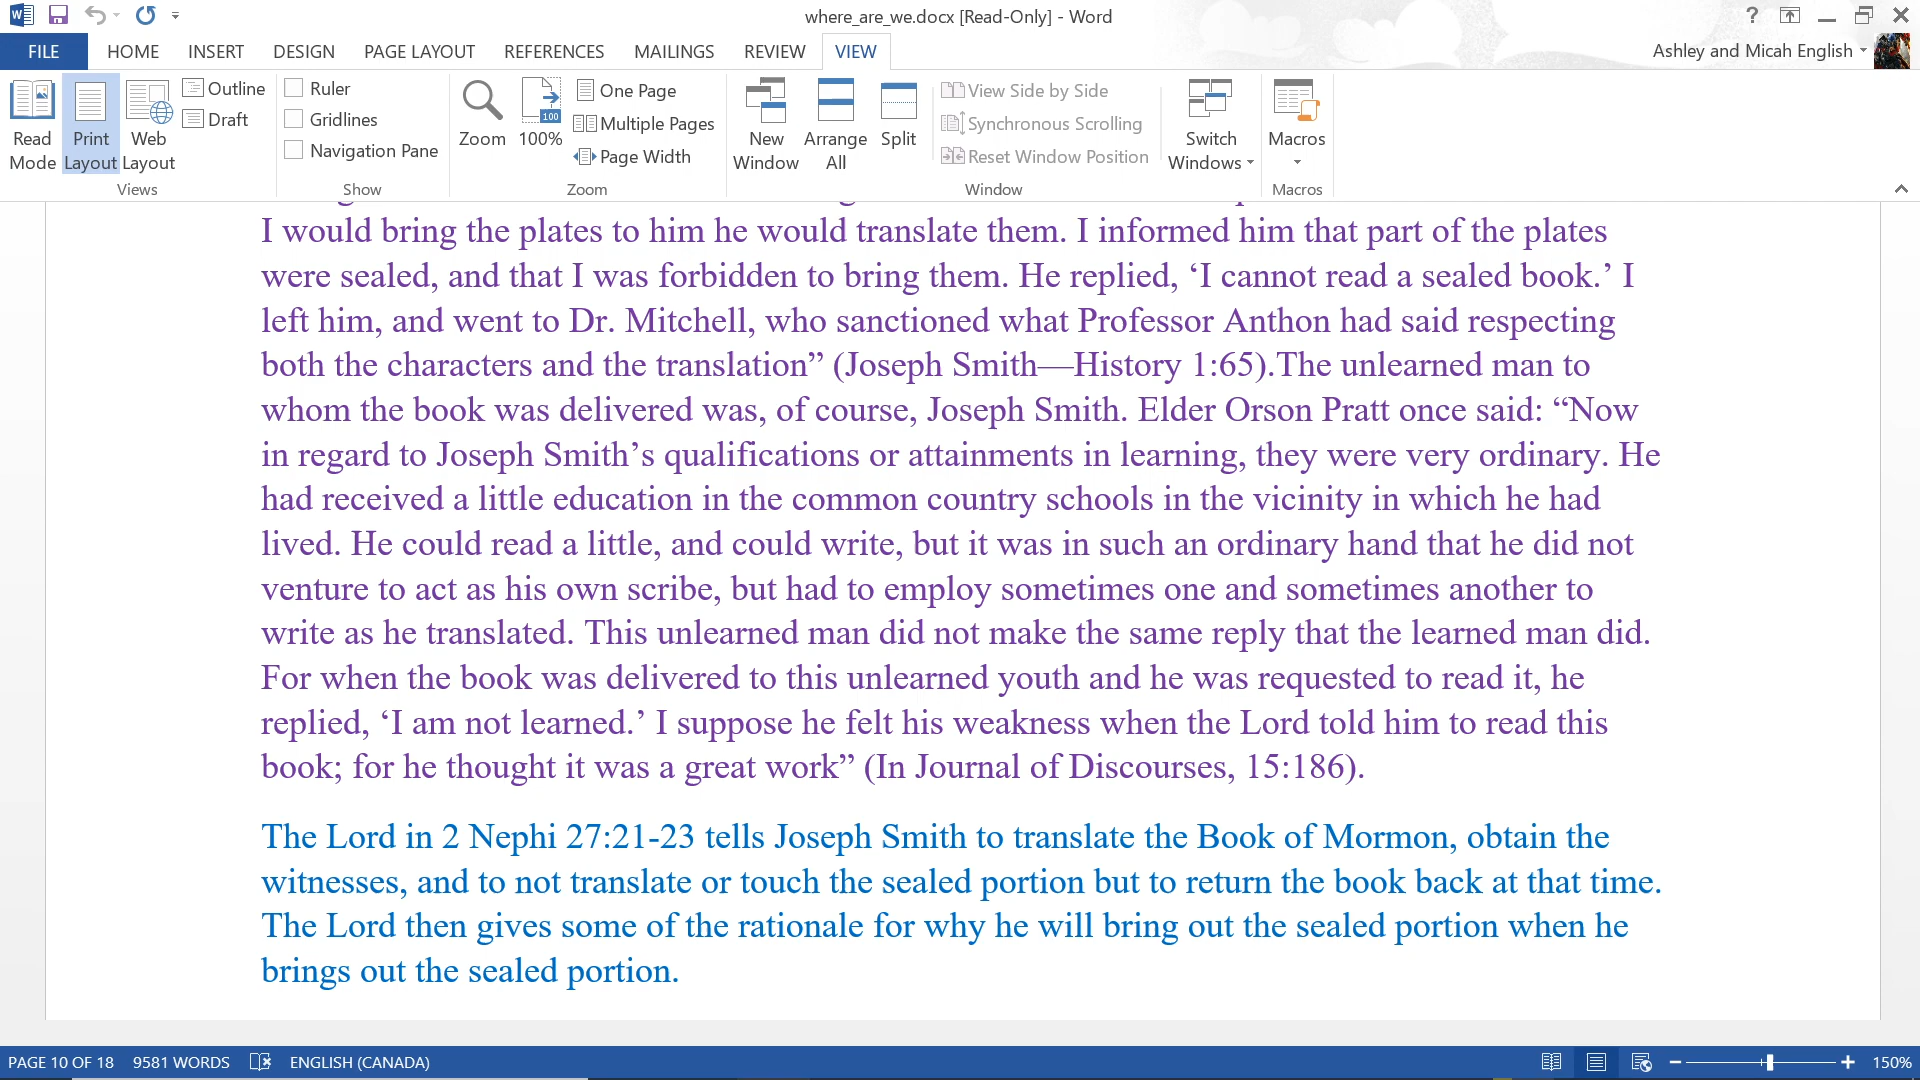 where_are_we.docx [Read-Only] - Word
?
FILE HOME INSERT DESIGN PAGE LAYOUT REFERENCES MAILINGS REVIEW VIEW
Ashley and Micah English
Read Mode
Print Layout
Web Layout
Outline
Draft
Views
Ruler
Gridlines
Navigation Pane
Show
Zoom
100
100%
One Page
Multiple Pages
Page Width
Zoom
New Window
Arrange All
Split
View Side by Side
Synchronous Scrolling
Reset Window Position
Window
Switch Windows
Macros
Macros
I would bring the plates to him he would translate them. I informed him that part of the plates
were sealed, and that I was forbidden to bring them. He replied, ‘I cannot read a sealed book.’ I
left him, and went to Dr. Mitchell, who sanctioned what Professor Anthon had said respecting
both the characters and the translation” (Joseph Smith—History 1:65).The unlearned man to
whom the book was delivered was, of course, Joseph Smith. Elder Orson Pratt once said: “Now
in regard to Joseph Smith’s qualifications or attainments in learning, they were very ordinary. He
had received a little education in the common country schools in the vicinity in which he had
lived. He could read a little, and could write, but it was in such an ordinary hand that he did not
venture to act as his own scribe, but had to employ sometimes one and sometimes another to
write as he translated. This unlearned man did not make the same reply that the learned man did.
For when the book was delivered to this unlearned youth and he was requested to read it, he
replied, ‘I am not learned.’ I suppose he felt his weakness when the Lord told him to read this
book; for he thought it was a great work” (In Journal of Discourses, 15:186).
The Lord in 2 Nephi 27:21-23 tells Joseph Smith to translate the Book of Mormon, obtain the
witnesses, and to not translate or touch the sealed portion but to return the book back at that time.
The Lord then gives some of the rationale for why he will bring out the sealed portion when he
brings out the sealed portion.
PAGE 10 OF 18 9581 WORDS ENGLISH (CANADA)
150%